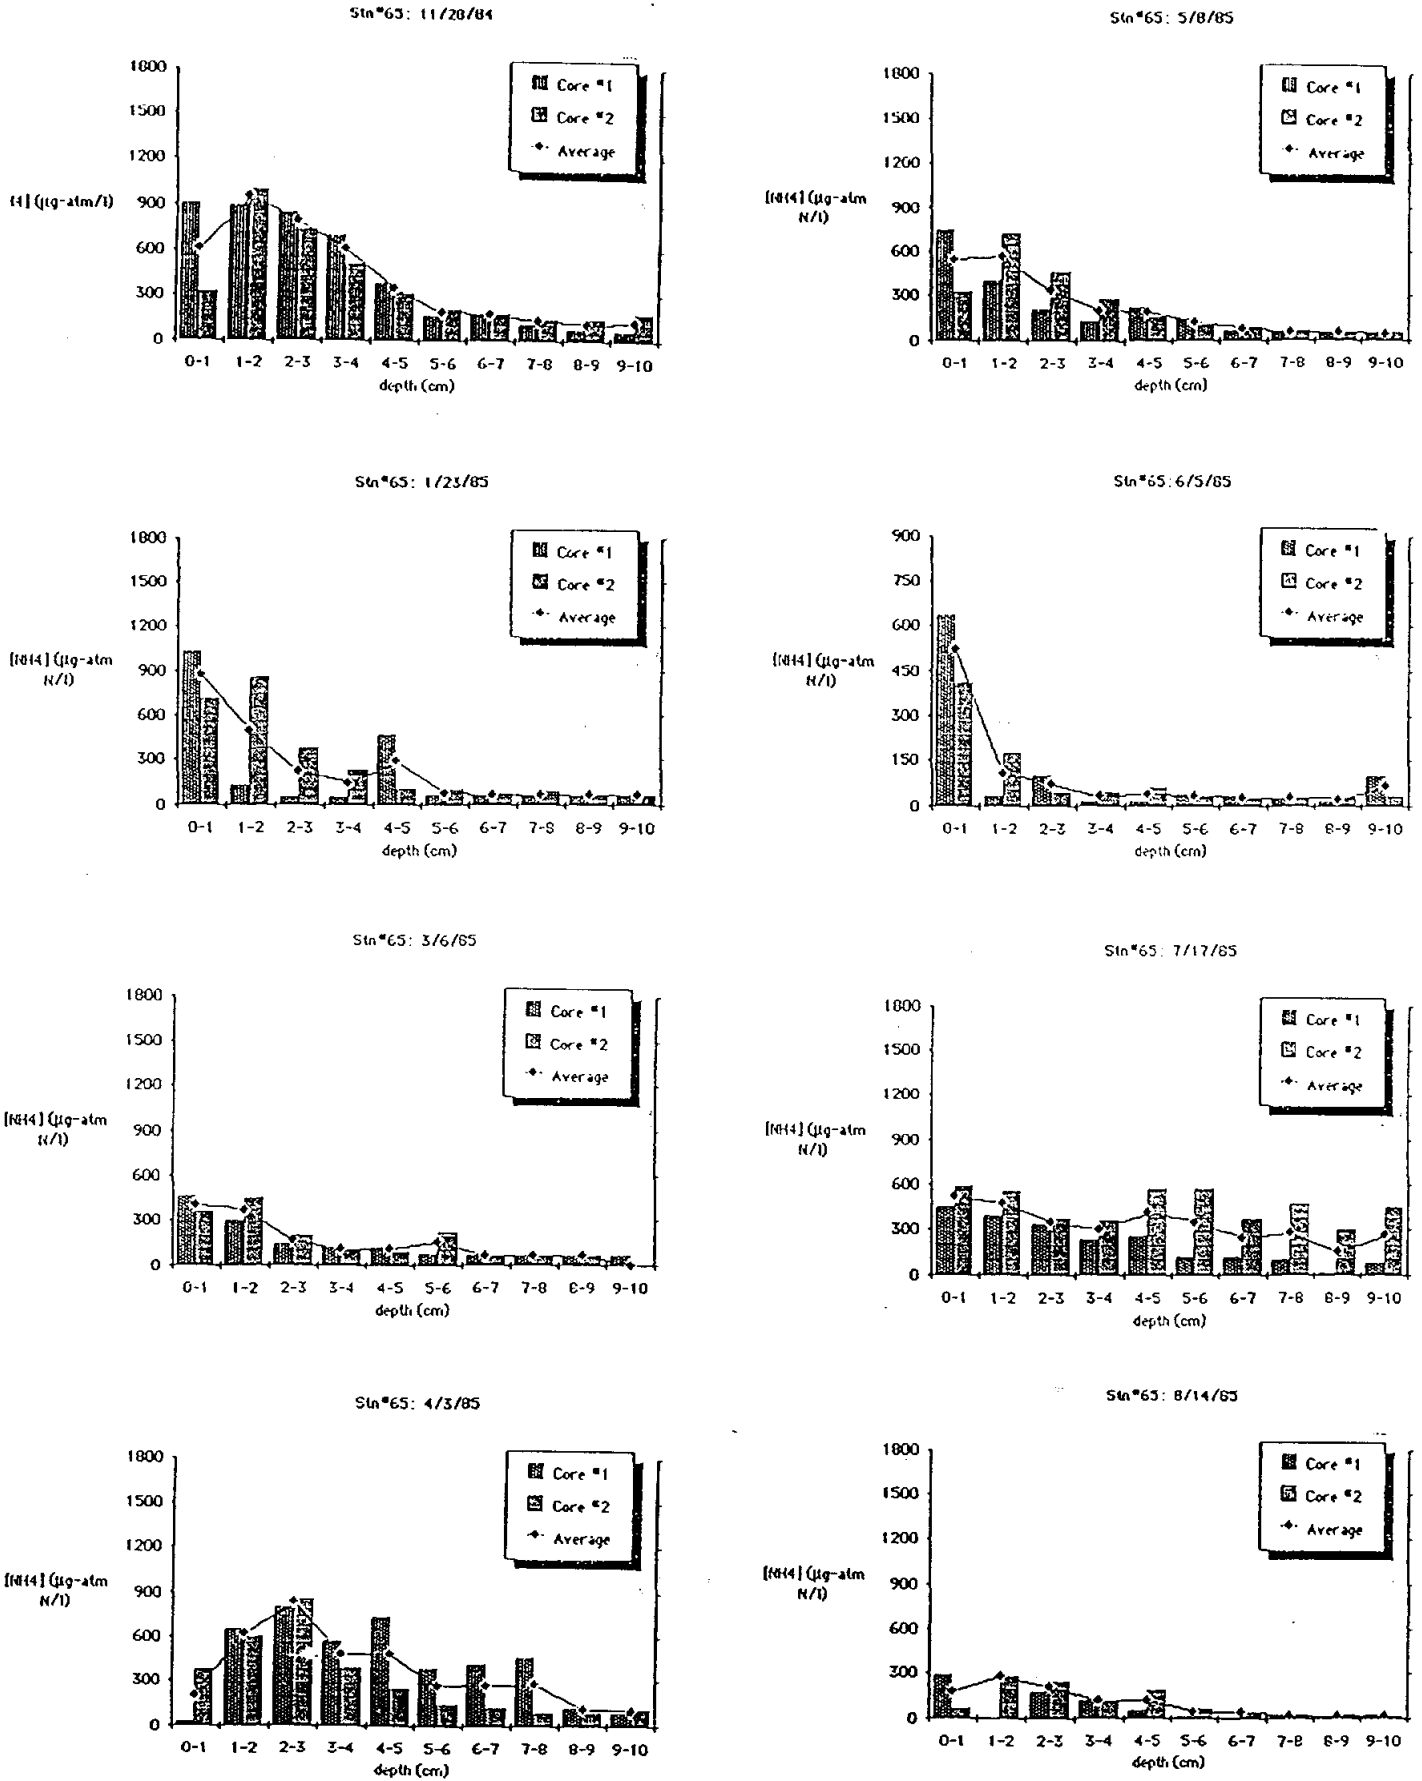 Stn#65: 11/28/84
1800
1500
1200
900
600
300
0
4] (µg-atm/l)
Core #1
Core #2
Average
0-1 1-2 2-3 3-4 4-5 5-6 6-7 7-8 8-9 9-10
depth (cm)
Stn#65: 5/8/85
1800
1500
1200
900
600
300
0
[NH4] (µg-atm
N/l)
Core #1
Core #2
Average
0-1 1-2 2-3 3-4 4-5 5-6 6-7 7-8 8-9 9-10
depth (cm)
Stn#65: 1/23/85
1800
1500
1200
900
600
300
0
[NH4] (µg-atm
N/l)
Core #1
Core #2
Average
0-1 1-2 2-3 3-4 4-5 5-6 6-7 7-8 8-9 9-10
depth (cm)
Stn#65:6/5/85
900
750
600
450
300
150
0
[NH4] (µg-atm
N/l)
Core #1
Core #2
Average
0-1 1-2 2-3 3-4 4-5 5-6 6-7 7-8 8-9 9-10
depth (cm)
Stn#65: 3/6/85
1800
1500
1200
900
600
300
0
[NH4] (µg-atm
N/l)
Core #1
Core #2
Average
0-1 1-2 2-3 3-4 4-5 5-6 6-7 7-8 8-9 9-10
depth (cm)
Stn#65: 7/17/85
1800
1500
1200
900
600
300
0
[NH4] (µg-atm
N/l)
Core #1
Core #2
Average
0-1 1-2 2-3 3-4 4-5 5-6 6-7 7-8 8-9 9-10
depth (cm)
Stn#65: 4/3/85
1800
1500
1200
900
600
300
0
[NH4] (µg-atm
N/l)
Core #1
Core #2
Average
0-1 1-2 2-3 3-4 4-5 5-6 6-7 7-8 8-9 9-10
depth (cm)
Stn#65: 8/14/85
1800
1500
1200
900
600
300
0
[NH4] (µg-atm
N/l)
Core #1
Core #2
Average
0-1 1-2 2-3 3-4 4-5 5-6 6-7 7-8 8-9 9-10
depth (cm)